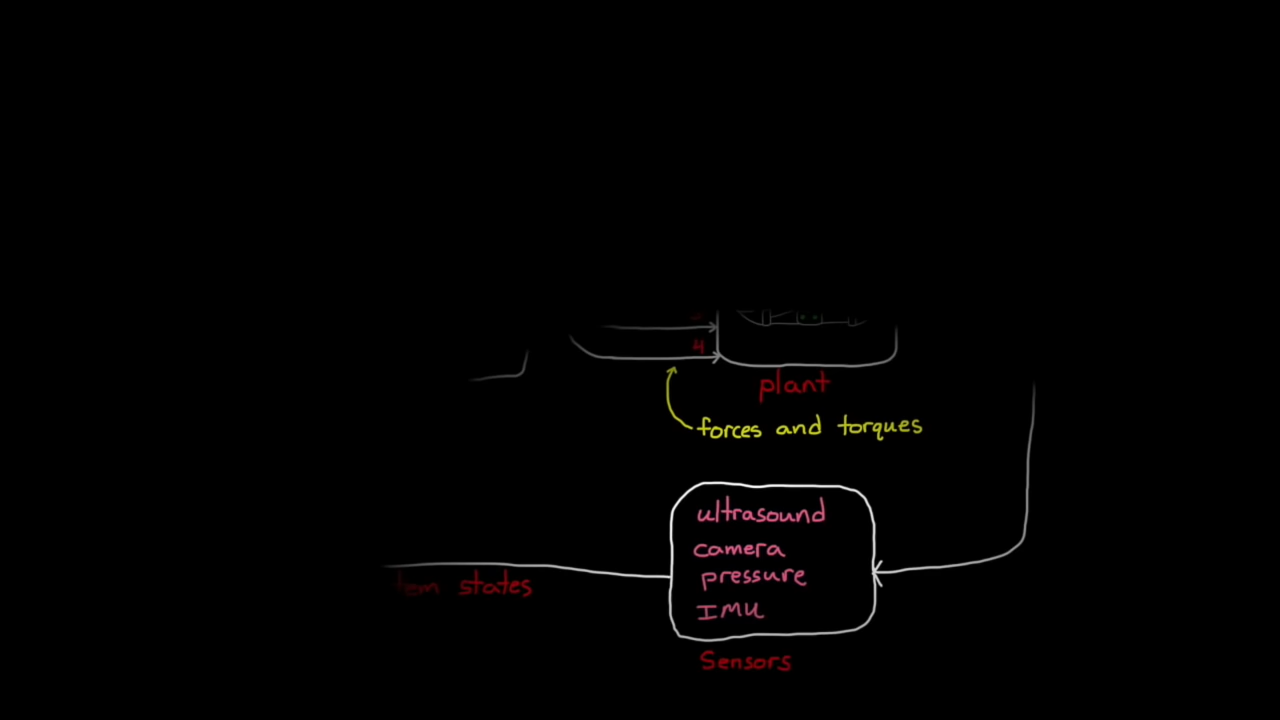 4
plant
forces and torques
ultrasound
camera
pressure
IMU
states
Sensors